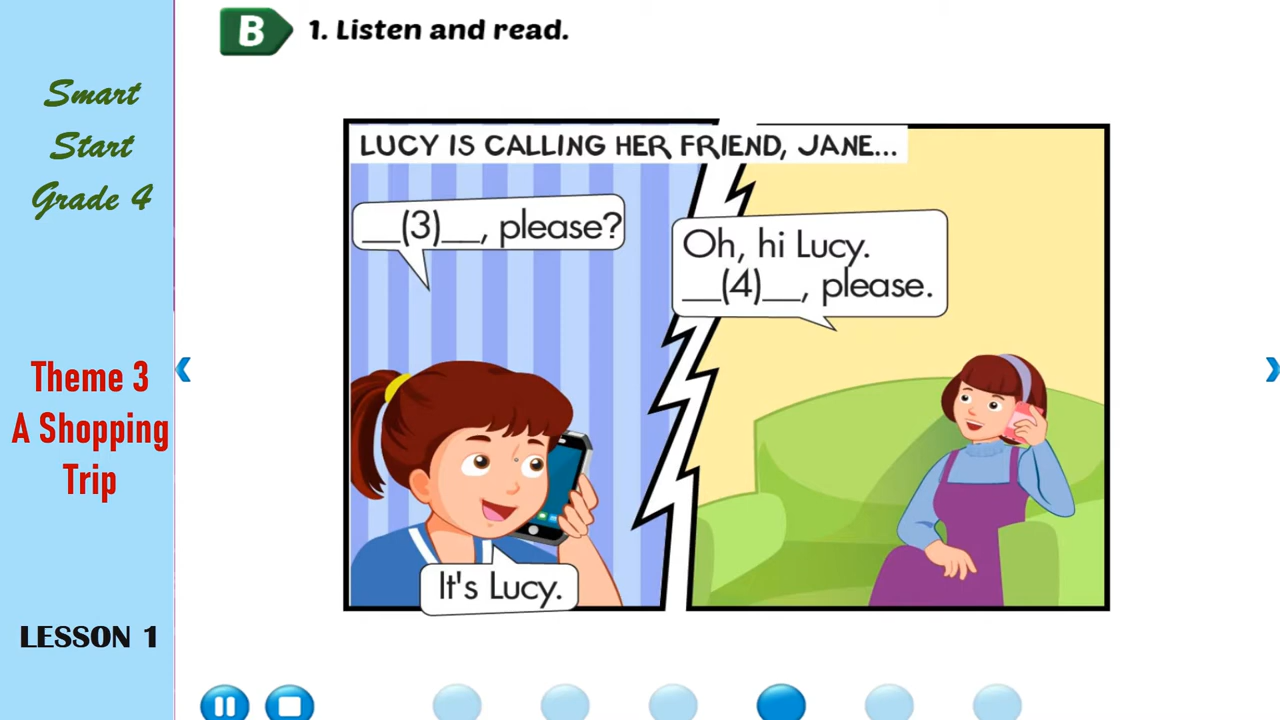 Smart
Start
Grade 4
Theme 3
A Shopping
Trip
LESSON 1
B 1. Listen and read.
LUCY IS CALLING HER FRIEND, JANE...
__(3)__, please?
Oh, hi Lucy.
__(4)__, please.
It's Lucy.